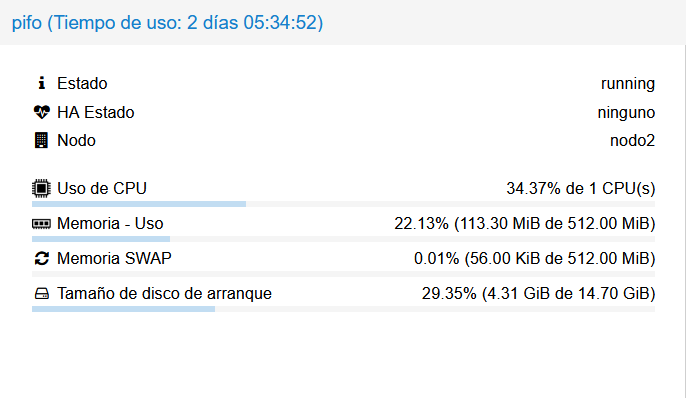 pifo (Tiempo de uso: 2 días 05:34:52)
Estado running
HA Estado ninguno
Nodo nodo2
Uso de CPU 34.37% de 1 CPU(s)
Memoria - Uso 22.13% (113.30 MiB de 512.00 MiB)
Memoria SWAP 0.01% (56.00 KiB de 512.00 MiB)
Tamaño de disco de arranque 29.35% (4.31 GiB de 14.70 GiB)